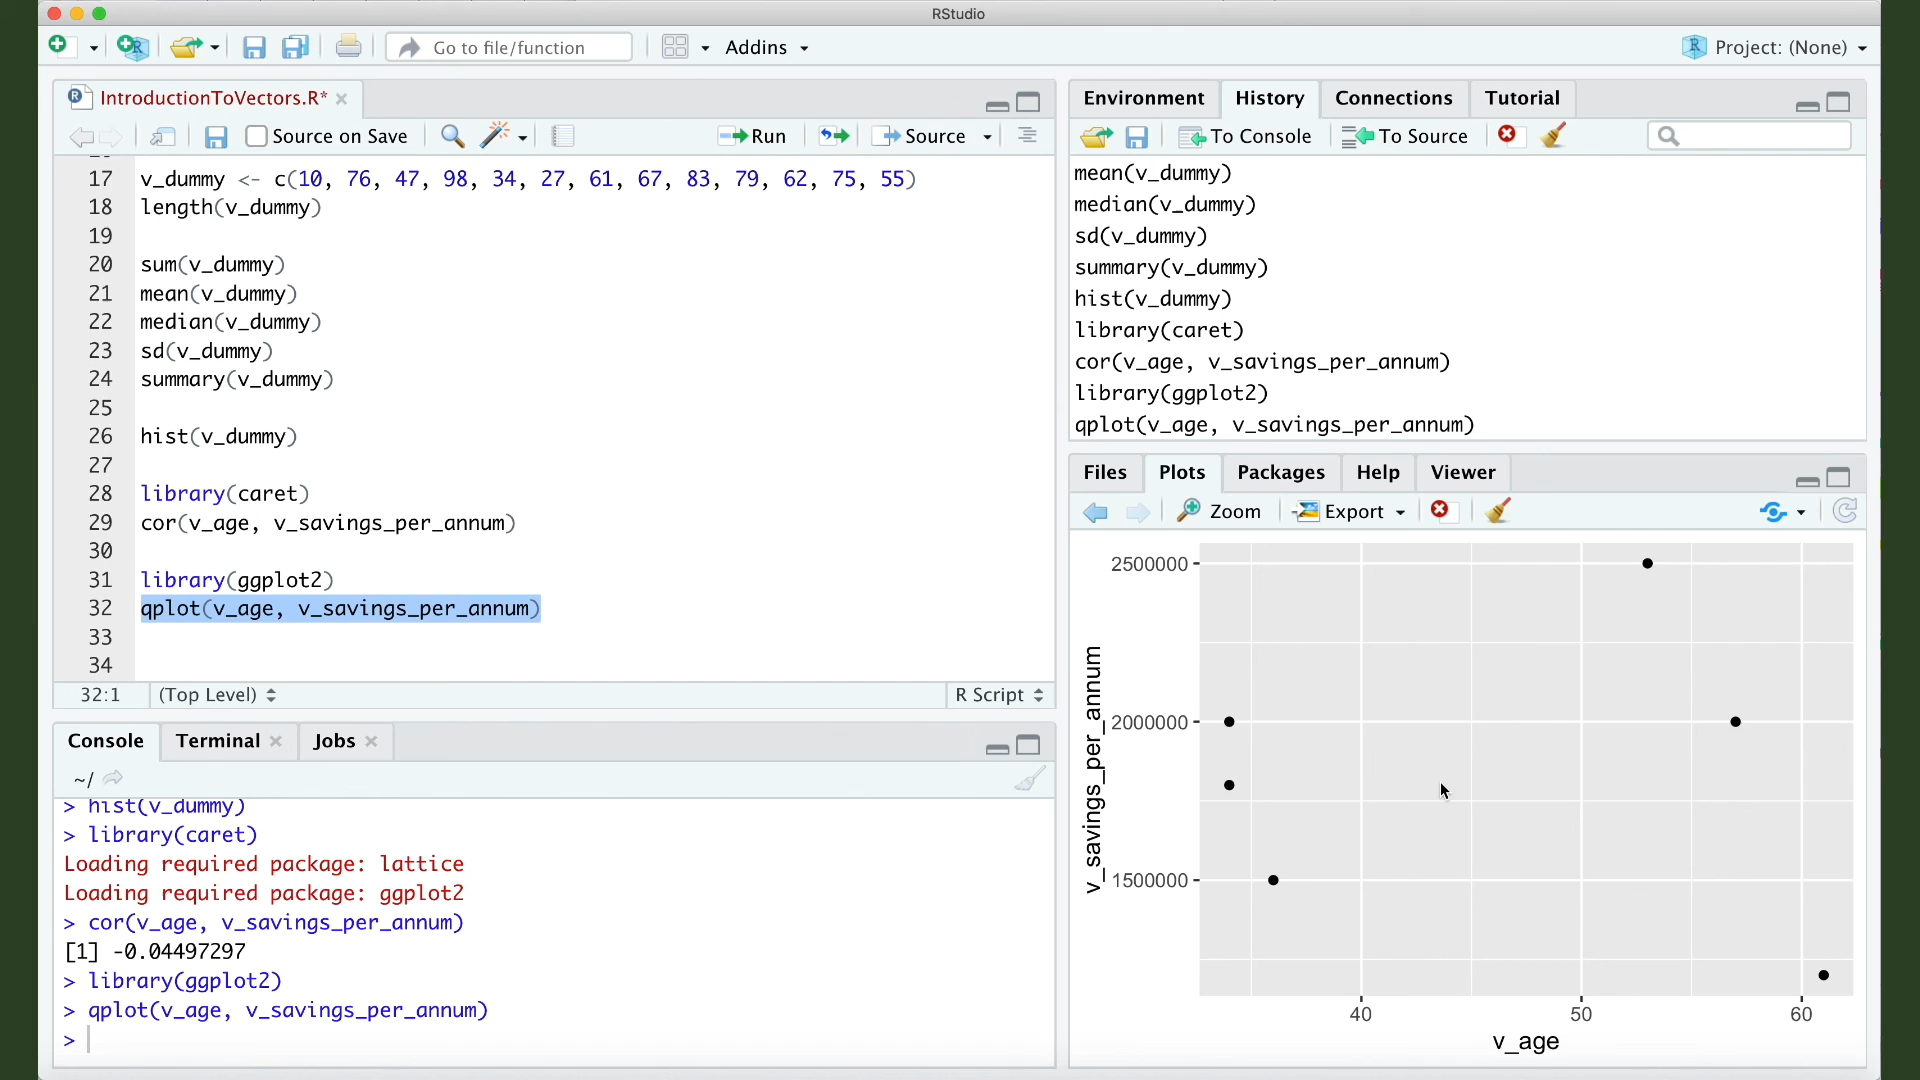 RStudio
Go to file/function
Addins
Project: (None)
IntroductionToVectors.R*
Source on Save
Run
Source
17 v_dummy <- c(10, 76, 47, 98, 34, 27, 61, 67, 83, 79, 62, 75, 55)
18 length(v_dummy)
19
20 sum(v_dummy)
21 mean(v_dummy)
22 median(v_dummy)
23 sd(v_dummy)
24 summary(v_dummy)
25
26 hist(v_dummy)
27
28 library(caret)
29 cor(v_age, v_savings_per_annum)
30
31 library(ggplot2)
32 qplot(v_age, v_savings_per_annum)
33
34
32:1 (Top Level) R Script
Console Terminal Jobs
~/
> hist(v_dummy)
> library(caret)
Loading required package: lattice
Loading required package: ggplot2
> cor(v_age, v_savings_per_annum)
[1] -0.04497297
> library(ggplot2)
> qplot(v_age, v_savings_per_annum)
>
Environment History Connections Tutorial
To Console To Source
mean(v_dummy)
median(v_dummy)
sd(v_dummy)
summary(v_dummy)
hist(v_dummy)
library(caret)
cor(v_age, v_savings_per_annum)
library(ggplot2)
qplot(v_age, v_savings_per_annum)
Files Plots Packages Help Viewer
Zoom Export
2500000
2000000
1500000
v_savings_per_annum
40 50 60
v_age